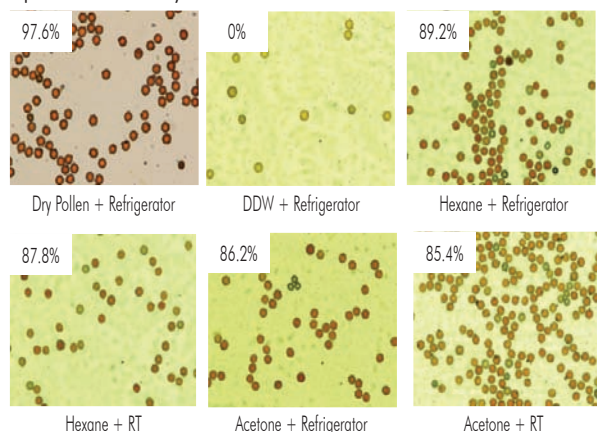 97.6%
0%
89.2%
Dry Pollen + Refrigerator
DDW + Refrigerator
Hexane + Refrigerator
87.8%
86.2%
85.4%
Hexane + RT
Acetone + Refrigerator
Acetone + RT